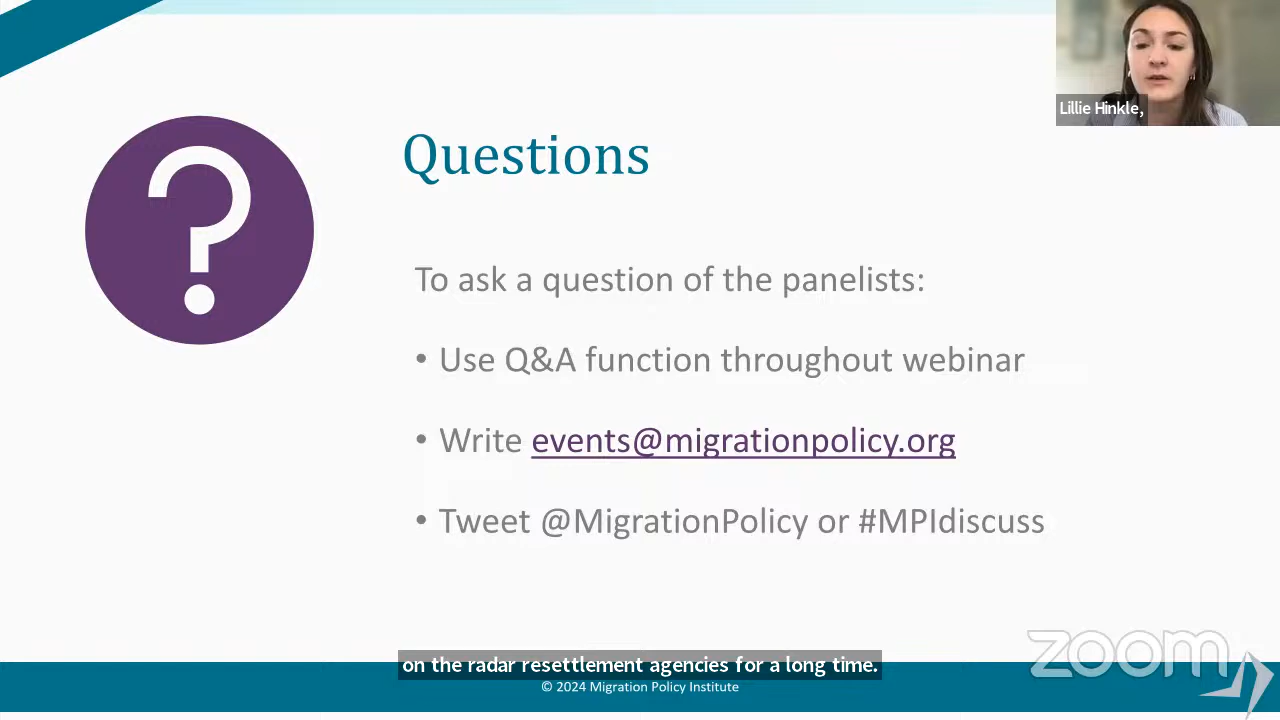 Lillie Hinkle,
Questions
To ask a question of the panelists:
• Use Q&A function throughout webinar
• Write events@migrationpolicy.org
• Tweet @MigrationPolicy or #MPIdiscuss
zoom
on the radar resettlement agencies for a long time.
© 2024 Migration Policy Institute